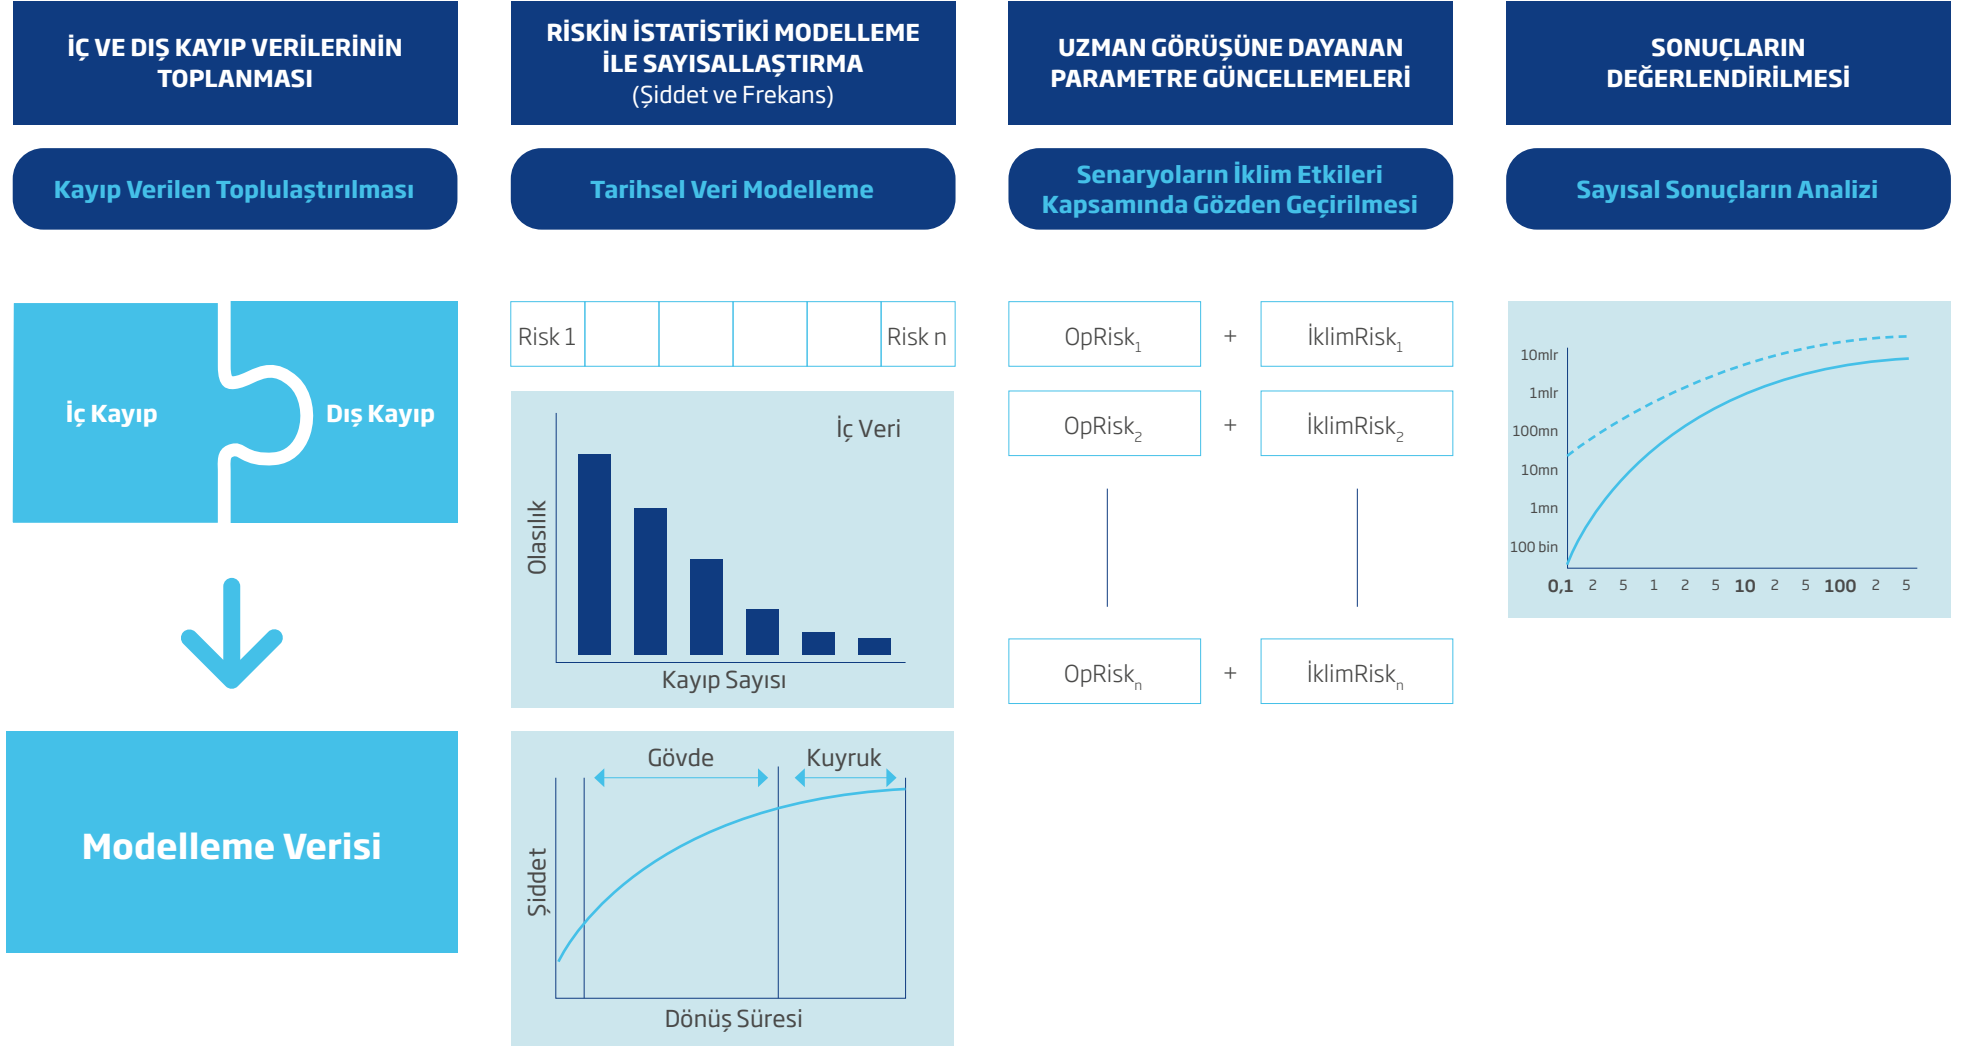 İÇ VE DIŞ KAYIP VERİLERİNİN
TOPLANMASI
Kayıp Verilen Toplulaştırılması
İç Kayıp
Dış Kayıp
Modelleme Verisi
RİSKİN İSTATİSTİKİ MODELLEME
İLE SAYISALLAŞTIRMA
(Şiddet ve Frekans)
Tarihsel Veri Modelleme
Risk 1
Risk n
İç Veri
Olasılık
Kayıp Sayısı
Gövde
Kuyruk
Şiddet
Dönüş Süresi
UZMAN GÖRÜŞÜNE DAYANAN
PARAMETRE GÜNCELLEMELERİ
Senaryoların İklim Etkileri
Kapsamında Gözden Geçirilmesi
OpRisk₁ + İklimRisk₁
OpRisk₂ + İklimRisk₂
OpRiskₙ + İklimRiskₙ
SONUÇLARIN
DEĞERLENDİRİLMESİ
Sayısal Sonuçların Analizi
10mlr
1mlr
100mn
10mn
1mn
100 bin
0,1 2 5 1 2 5 10 2 5 100 2 5